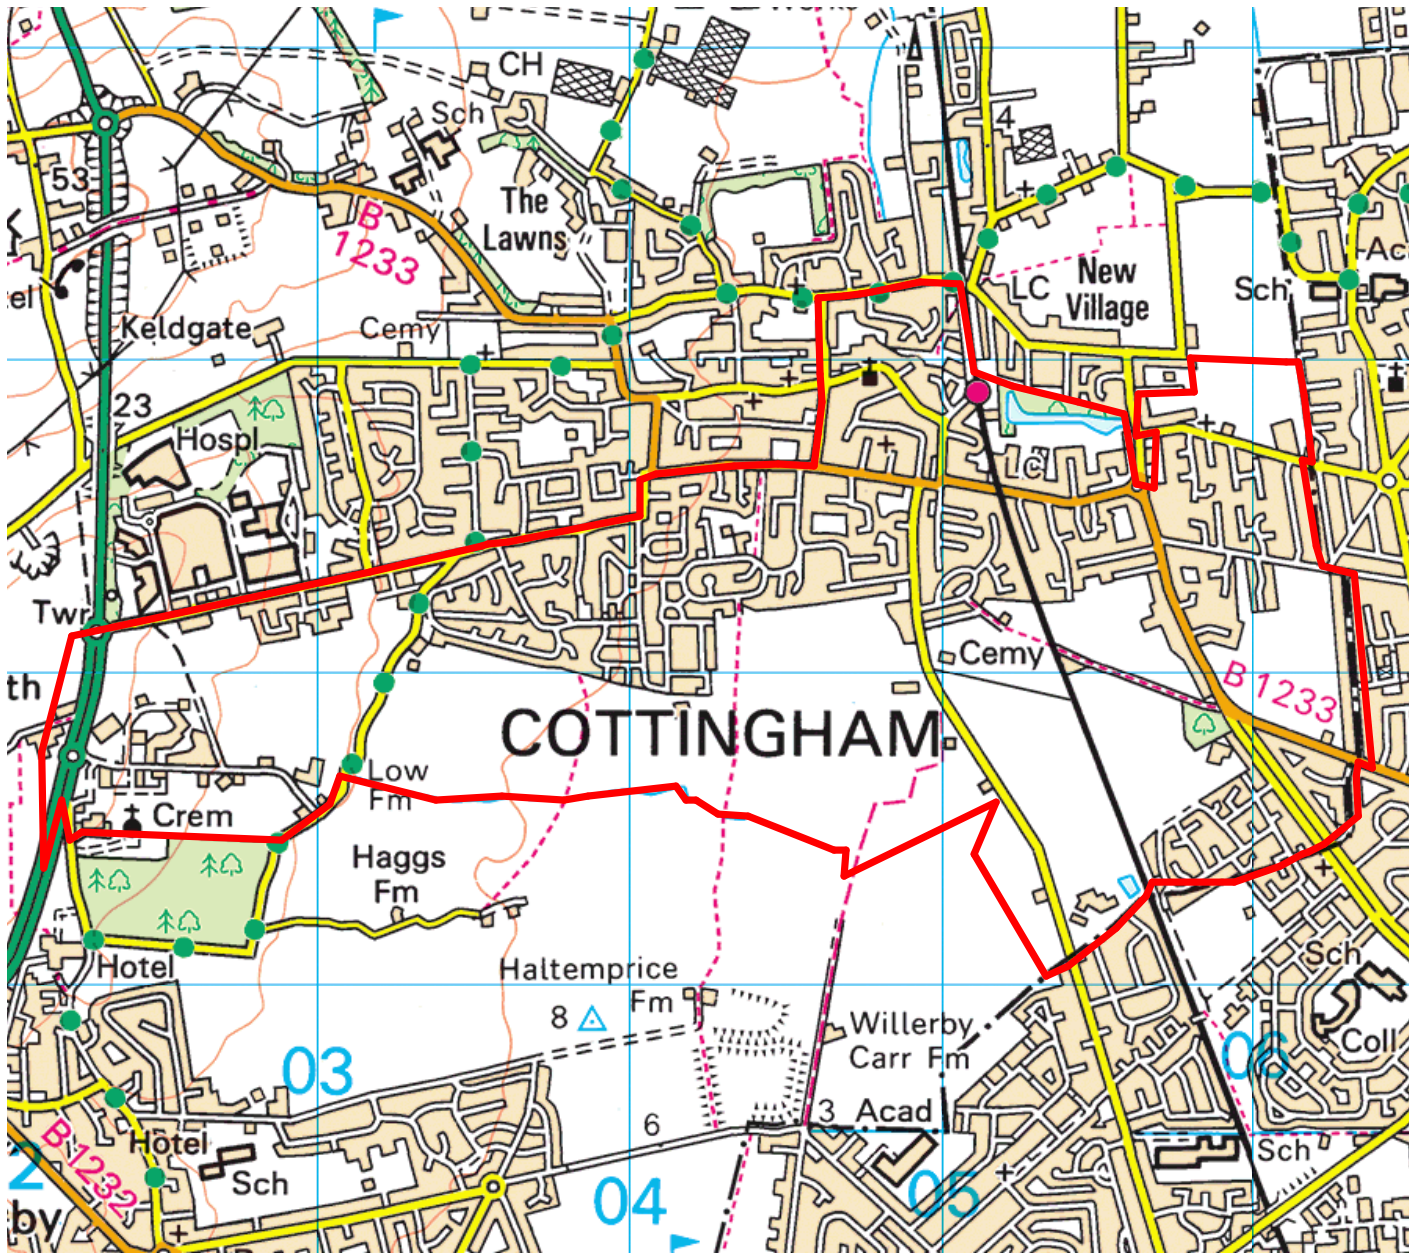 CH
Sch
4
53
The
Lawns
B
1233
New
Village
LC
Sch
Keldgate
Cemy
23
Hospl
LC
Twr
Cemy
B 1233
th
COTTINGHAM
Low
Fm
Crem
Haggs
Fm
Hotel
Haltemprice
Fm
8
Sch
Willerby
Carr Fm
Coll
03
06
6
3
Acad
Hotel
B 1232
2
Sch
04
05
Sch
by